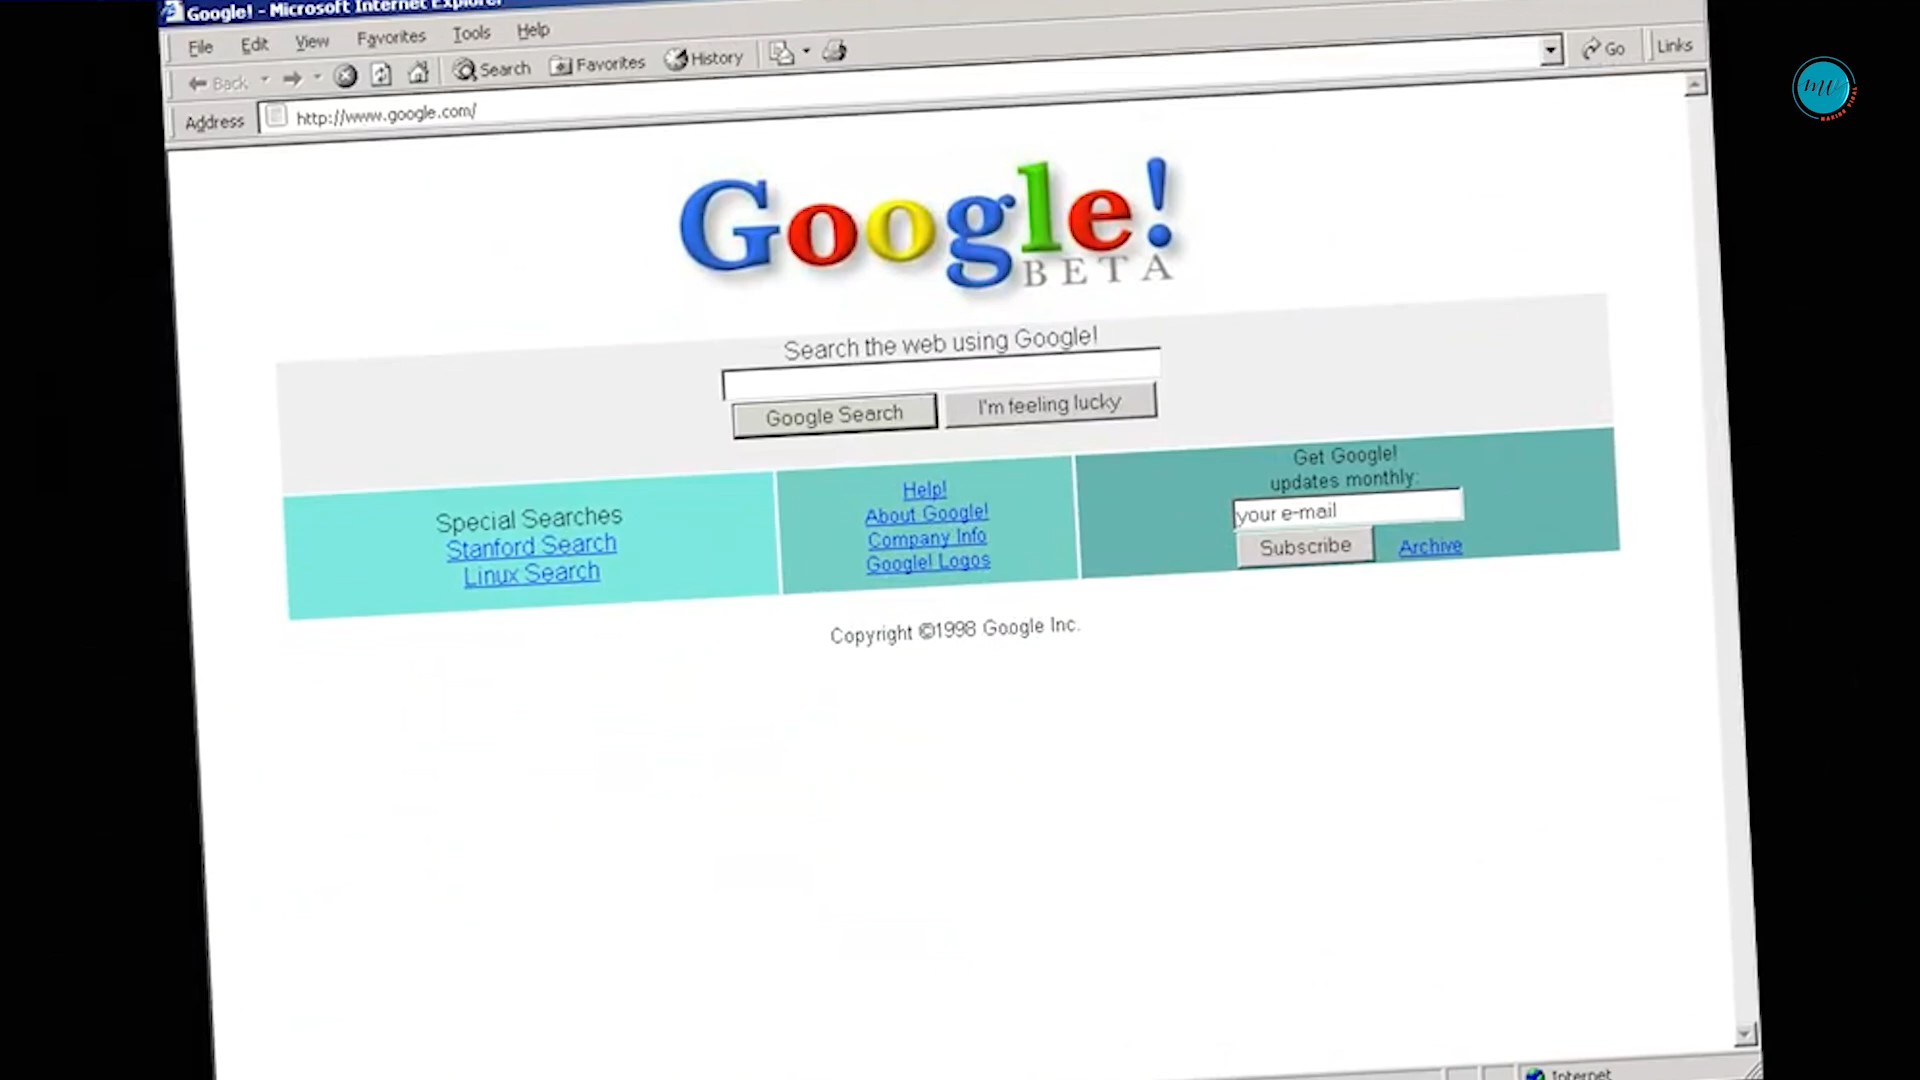 Google! - Microsoft Internet Explorer
File Edit View Favorites Tools Help
Back Search Favorites History Go Links
Address http://www.google.com/
Google!
BETA
Search the web using Google!
Google Search I'm feeling lucky
Special Searches
Stanford Search
Linux Search
Help!
About Google!
Company Info
Google! Logos
Get Google!
updates monthly:
your e-mail
Subscribe Archive
Copyright ©1998 Google Inc.
Internet
MV
MAKING VIRAL